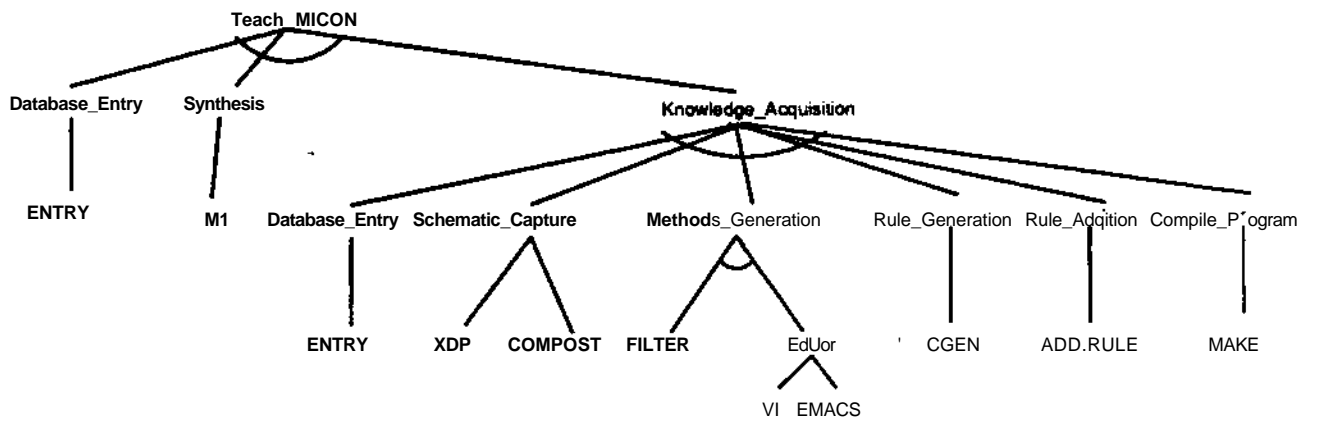 Teach_MICON
Database_Entry Synthesis
Knowledge_Acquisition
ENTRY M1 Database_Entry Schematic_Capture Methods_Generation Rule_Generation Rule_Adqition Compile_P˜ogram
ENTRY XDP COMPOST FILTER EdUor ' CGEN ADD.RULE MAKE
VI EMACS